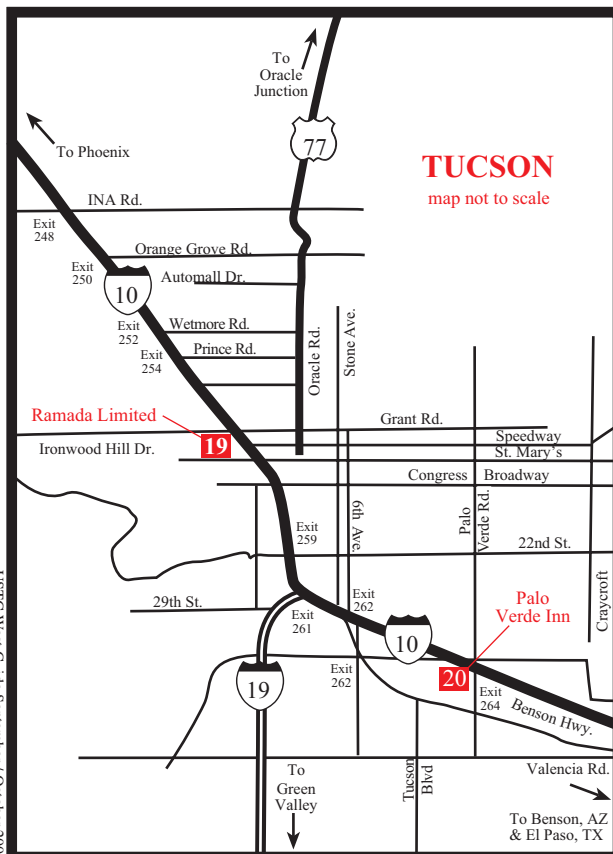 To
Oracle
Junction
77
TUCSON
map not to scale
To Phoenix
INA Rd.
Exit
248
Orange Grove Rd.
Exit
250
Automall Dr.
10
Exit
252
Wetmore Rd.
Exit
254
Prince Rd.
Oracle Rd.
Stone Ave.
Ramada Limited
19
Grant Rd.
Ironwood Hill Dr.
Speedway
St. Mary's
Congress
Broadway
6th Ave.
Palo
Verde Rd.
Exit
259
22nd St.
Craycroft
29th St.
Exit
261
Exit
262
Palo
Verde Inn
10
Exit
262
20
19
Exit
264
Benson Hwy.
To
Green
Valley
Tucson
Blvd
Valencia Rd.
To Benson, AZ
& El Paso, TX